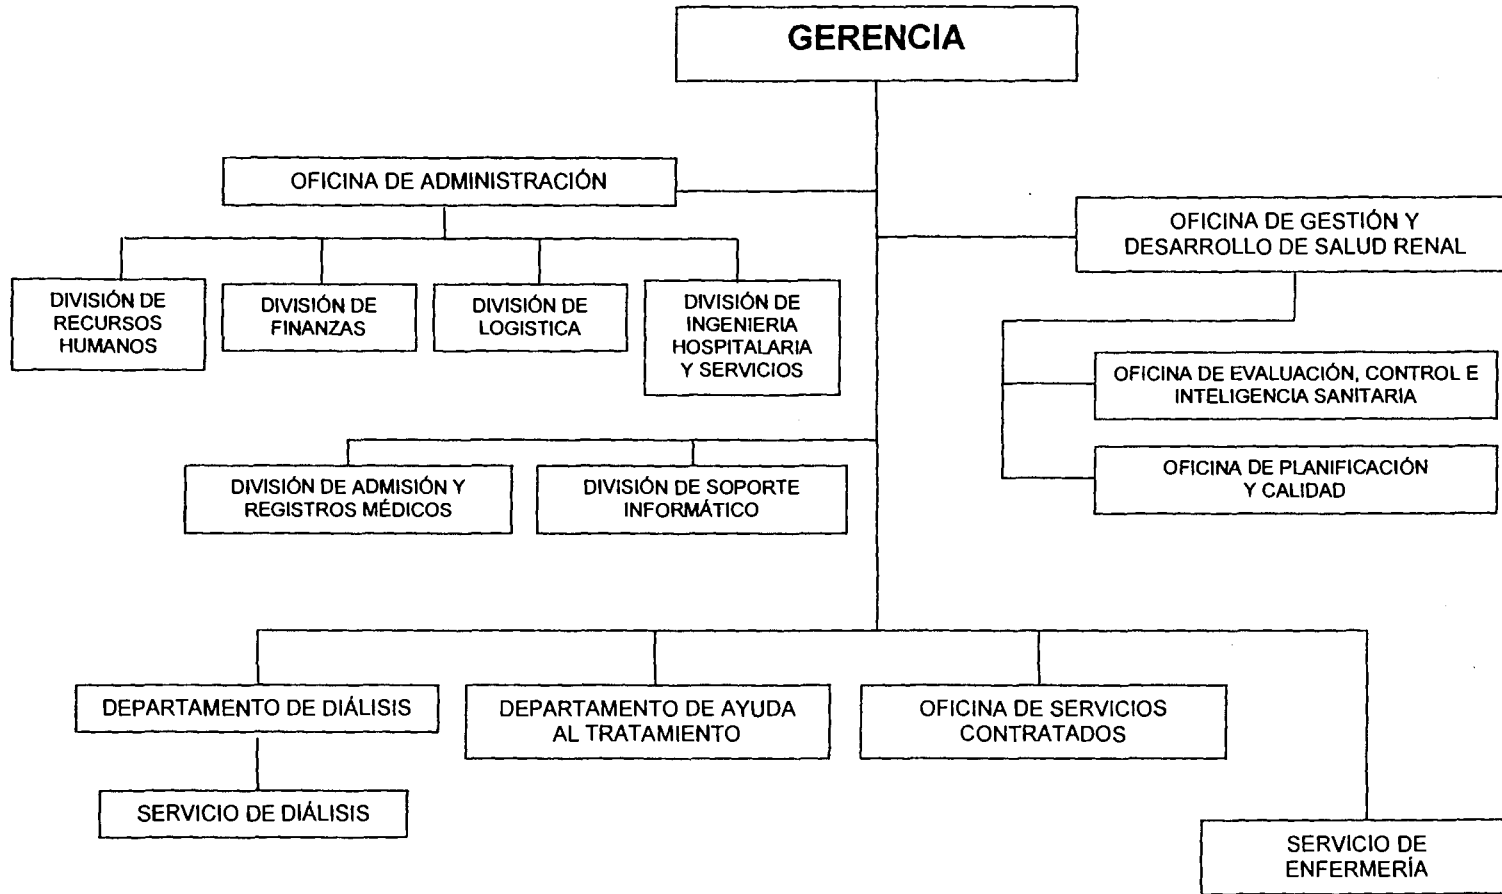 GERENCIA
OFICINA DE ADMINISTRACIÓN
OFICINA DE GESTIÓN Y
DESARROLLO DE SALUD RENAL
DIVISIÓN DE
RECURSOS
HUMANOS
DIVISIÓN DE
FINANZAS
DIVISIÓN DE
LOGISTICA
DIVISIÓN DE
INGENIERIA
HOSPITALARIA
Y SERVICIOS
OFICINA DE EVALUACIÓN, CONTROL E
INTELIGENCIA SANITARIA
OFICINA DE PLANIFICACIÓN
Y CALIDAD
DIVISIÓN DE ADMISIÓN Y
REGISTROS MÉDICOS
DIVISIÓN DE SOPORTE
INFORMÁTICO
DEPARTAMENTO DE DIÁLISIS
DEPARTAMENTO DE AYUDA
AL TRATAMIENTO
OFICINA DE SERVICIOS
CONTRATADOS
SERVICIO DE DIÁLISIS
SERVICIO DE
ENFERMERÍA